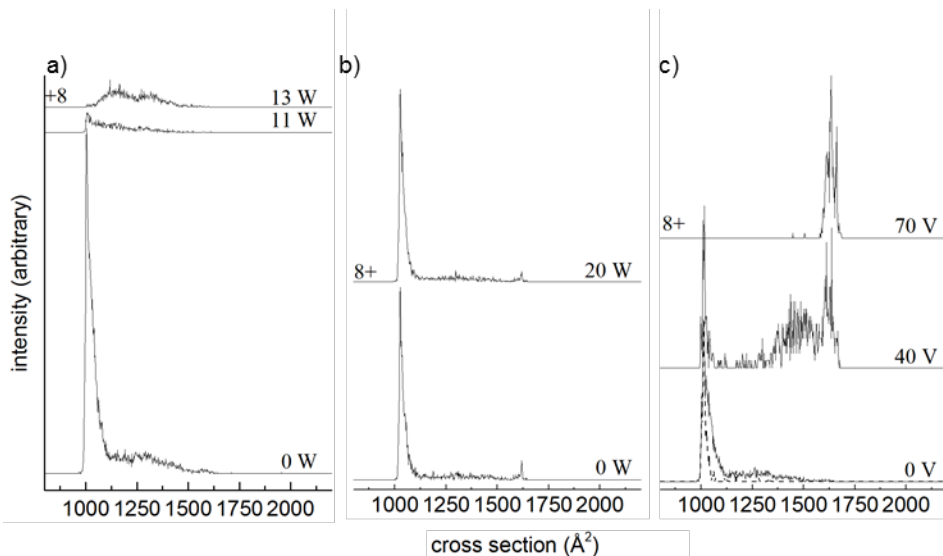 a)
+8
13 W
11 W
0 W
1000 1250 1500 1750 2000
b)
20 W
8+
0 W
1000 1250 1500 1750 2000
c)
70 V
8+
40 V
0 V
1000 1250 1500 1750 2000
intensity (arbitrary)
cross section (Å²)